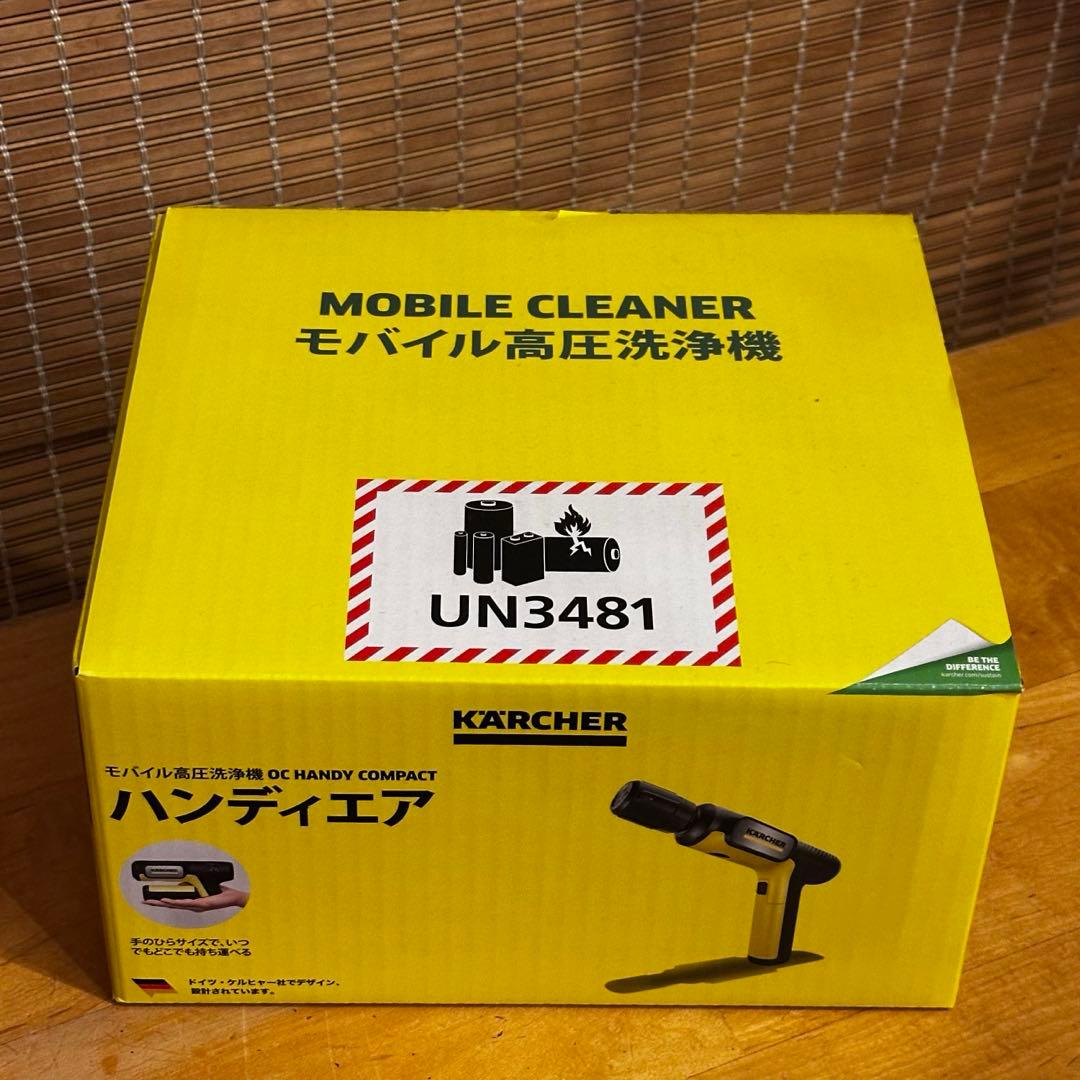 MOBILE CLEANER
モバイル高圧洗浄機
UN3481
BE THE
DIFFERENCE
karcher.com/sustain
KÄRCHER
モバイル高圧洗浄機 OC HANDY COMPACT
ハンディエア
KÄRCHER
KÄRCHER
手のひらサイズで、いつ
でもどこでも持ち運べる
ドイツ・ケルヒャー社でデザイン、
設計されています。